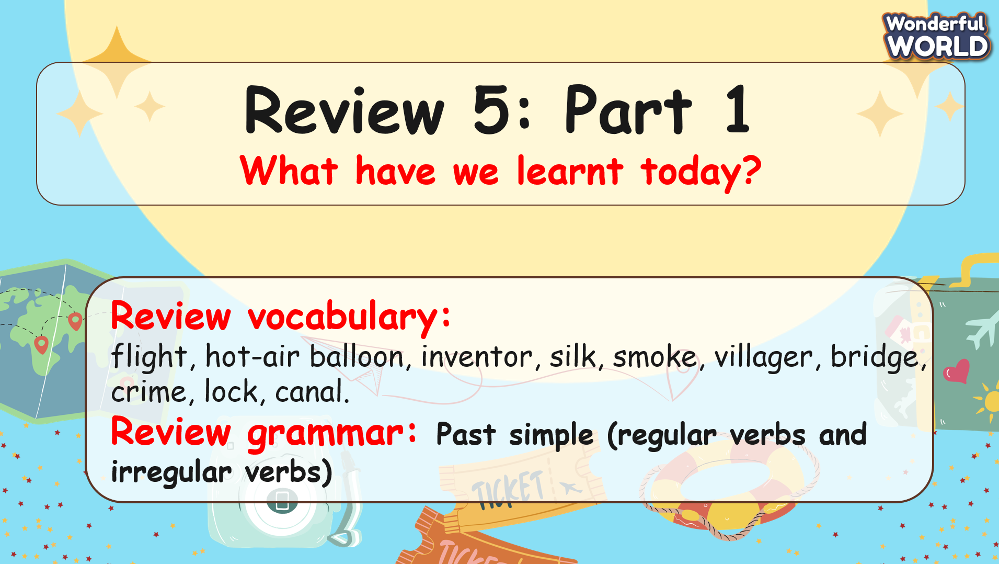 Wonderful
WORLD
Review 5: Part 1
What have we learnt today?
Review vocabulary:
flight, hot-air balloon, inventor, silk, smoke, villager, bridge,
crime, lock, canal.
Review grammar: Past simple (regular verbs and
irregular verbs)
TICKET
TICKET